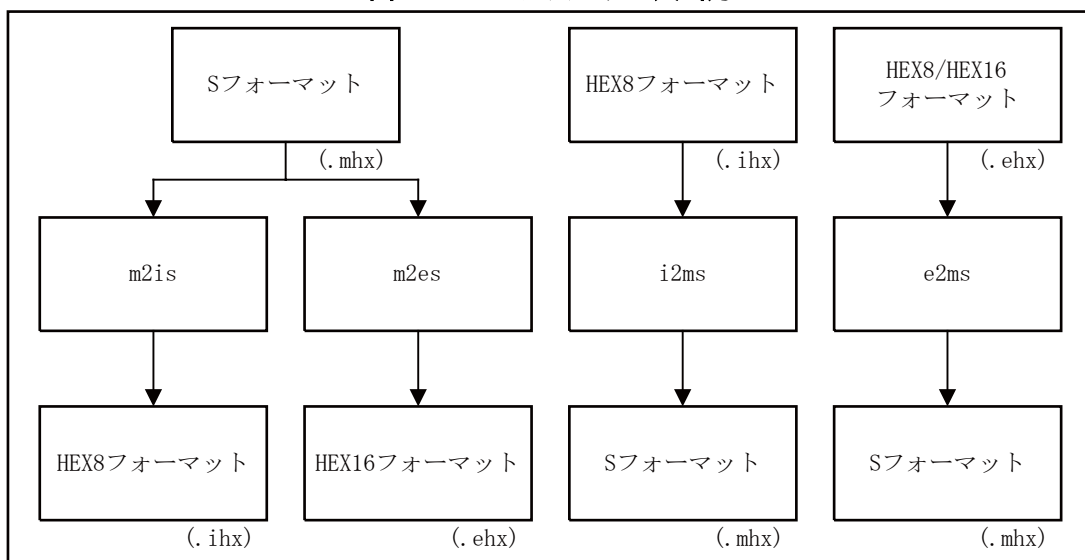 Sフォーマット
(.mhx)
HEX8フォーマット
(.ihx)
HEX8/HEX16
フォーマット
(.ehx)
m2is
m2es
i2ms
e2ms
HEX8フォーマット
(.ihx)
HEX16フォーマット
(.ehx)
Sフォーマット
(.mhx)
Sフォーマット
(.mhx)